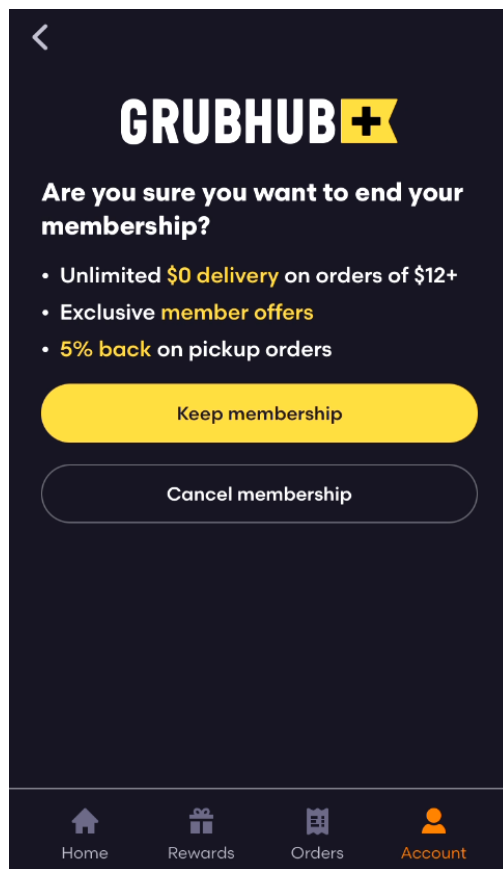 GRUBHUB+
Are you sure you want to end your
membership?
• Unlimited $0 delivery on orders of $12+
• Exclusive member offers
• 5% back on pickup orders
Keep membership
Cancel membership
Home Rewards Orders Account